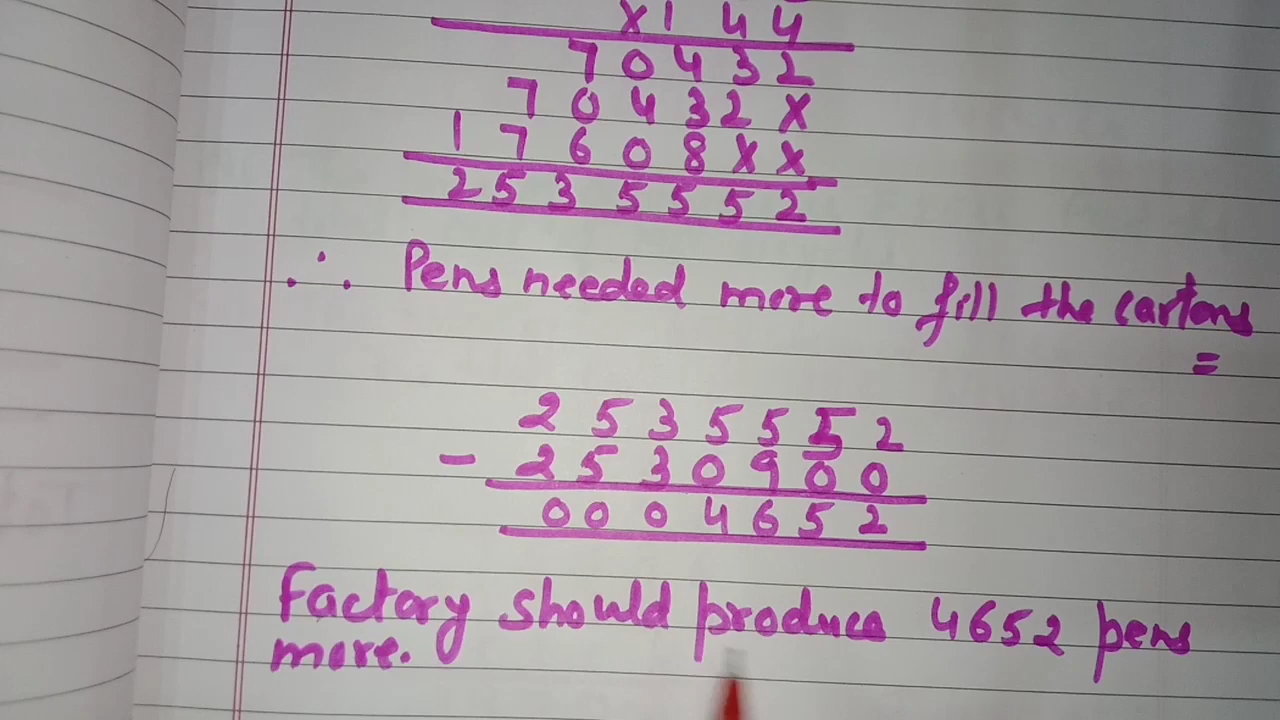 x 1 4 4
7 0 4 3 2
7 0 4 3 2 x
1 7 6 0 8 x x
2 5 3 5 5 5 2
∴ Pens needed more to fill the cartons
=
2 5 3 5 5 5 2
- 2 5 3 0 9 0 0
0 0 0 4 6 5 2
Factory should produce 4652 pens
more.